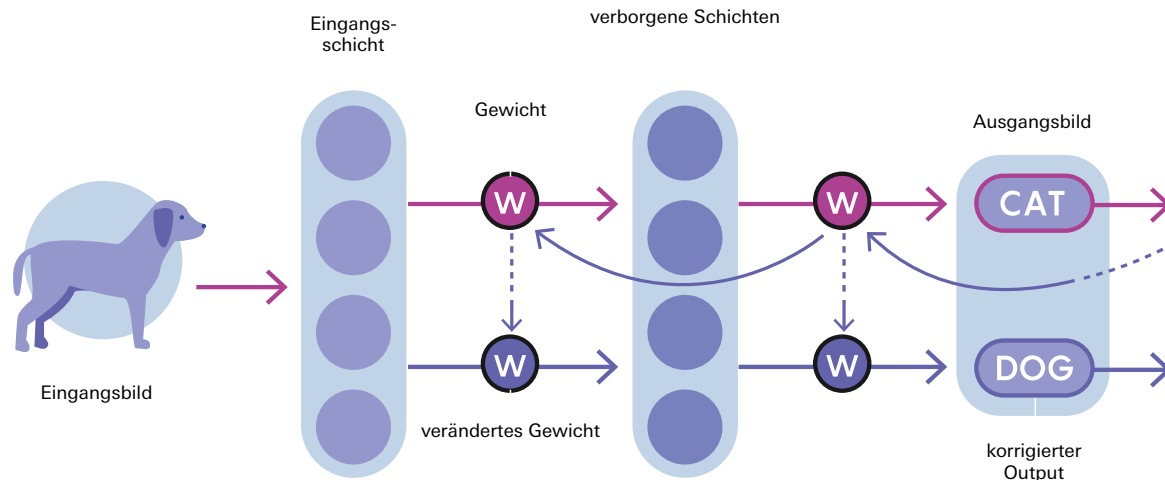 Eingangs-
schicht
verborgene Schichten
Gewicht
Ausgangsbild
W
W
CAT
Eingangsbild
W
W
DOG
verändertes Gewicht
korrigierter
Output